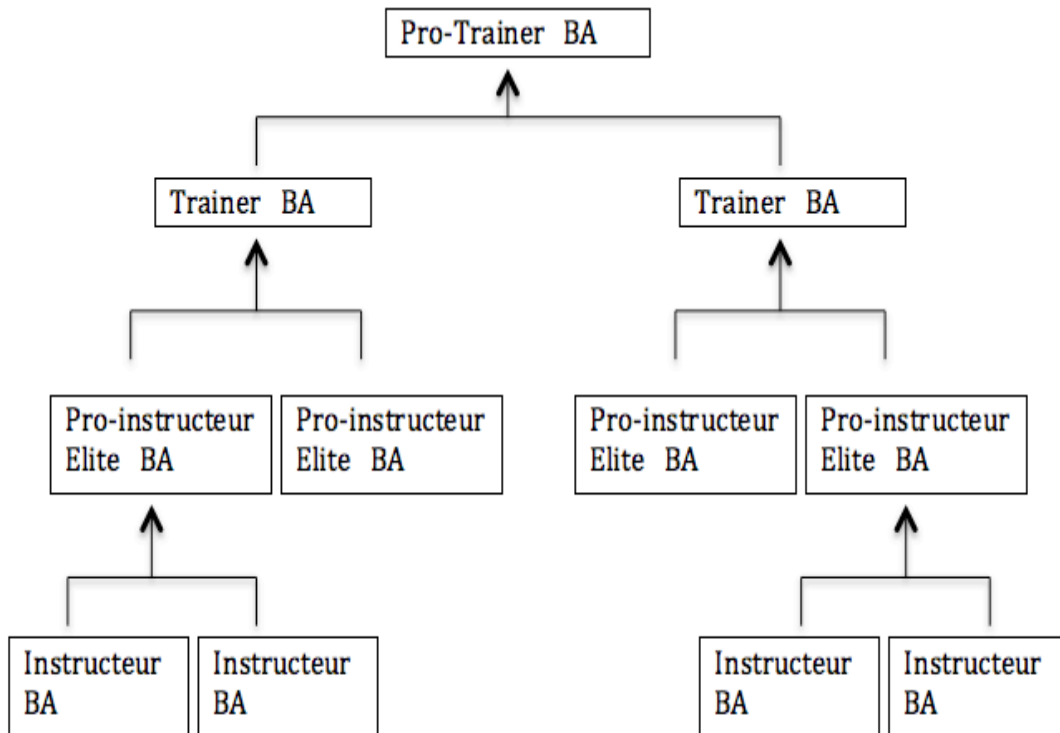 Pro-Trainer BA
Trainer BA
Trainer BA
Pro-instructeur
Elite BA
Pro-instructeur
Elite BA
Pro-instructeur
Elite BA
Pro-instructeur
Elite BA
Instructeur
BA
Instructeur
BA
Instructeur
BA
Instructeur
BA